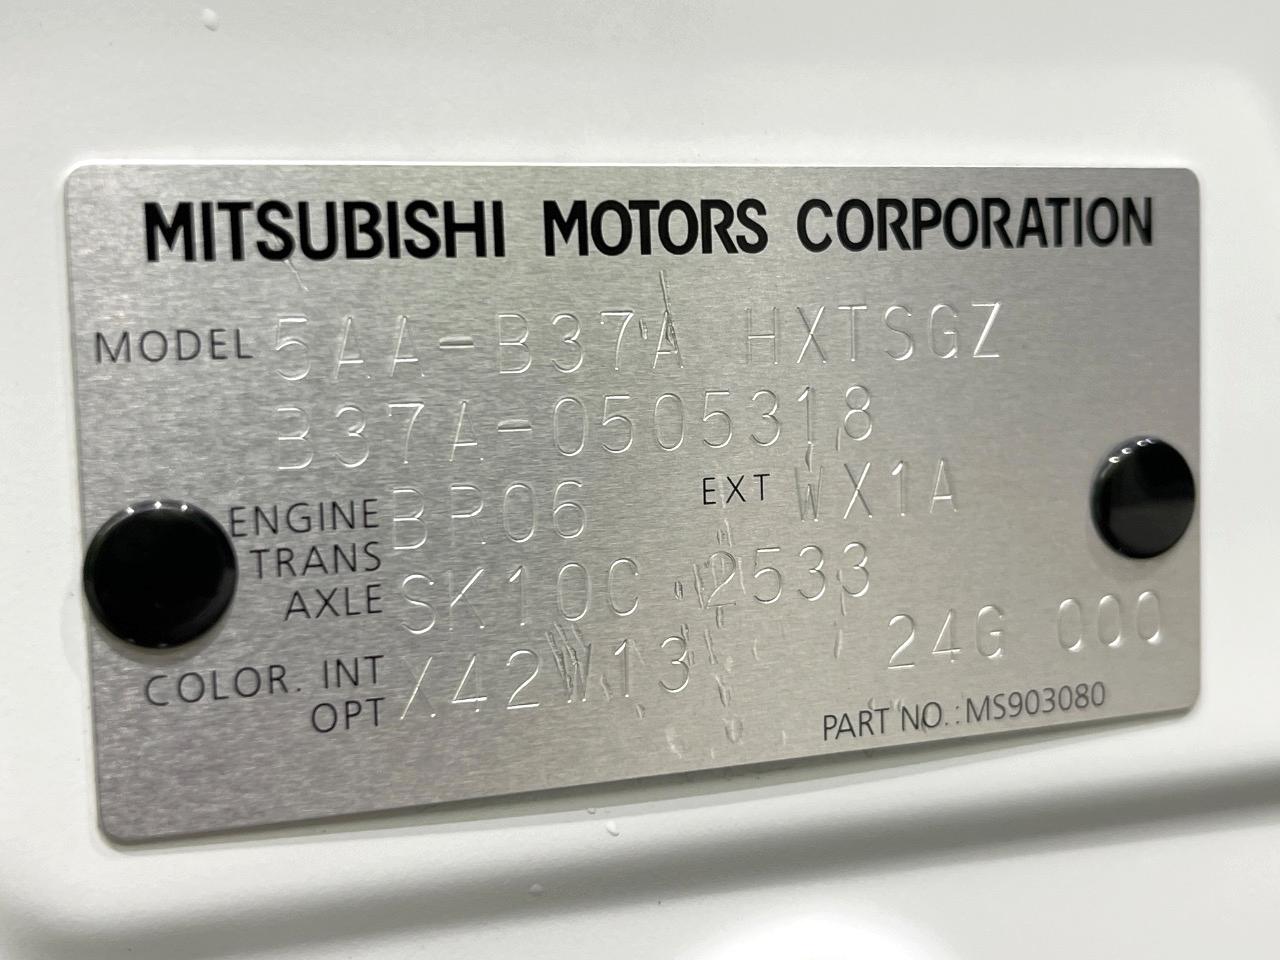 MITSUBISHI MOTORS CORPORATION
MODEL 5AA-B37A HXTSGZ
B37A-0505318
ENGINE BR06 EXT WX1A
TRANS
AXLE SK10C 2533
COLOR. INT
OPT X42W13 24G 000
PART NO.: MS903080